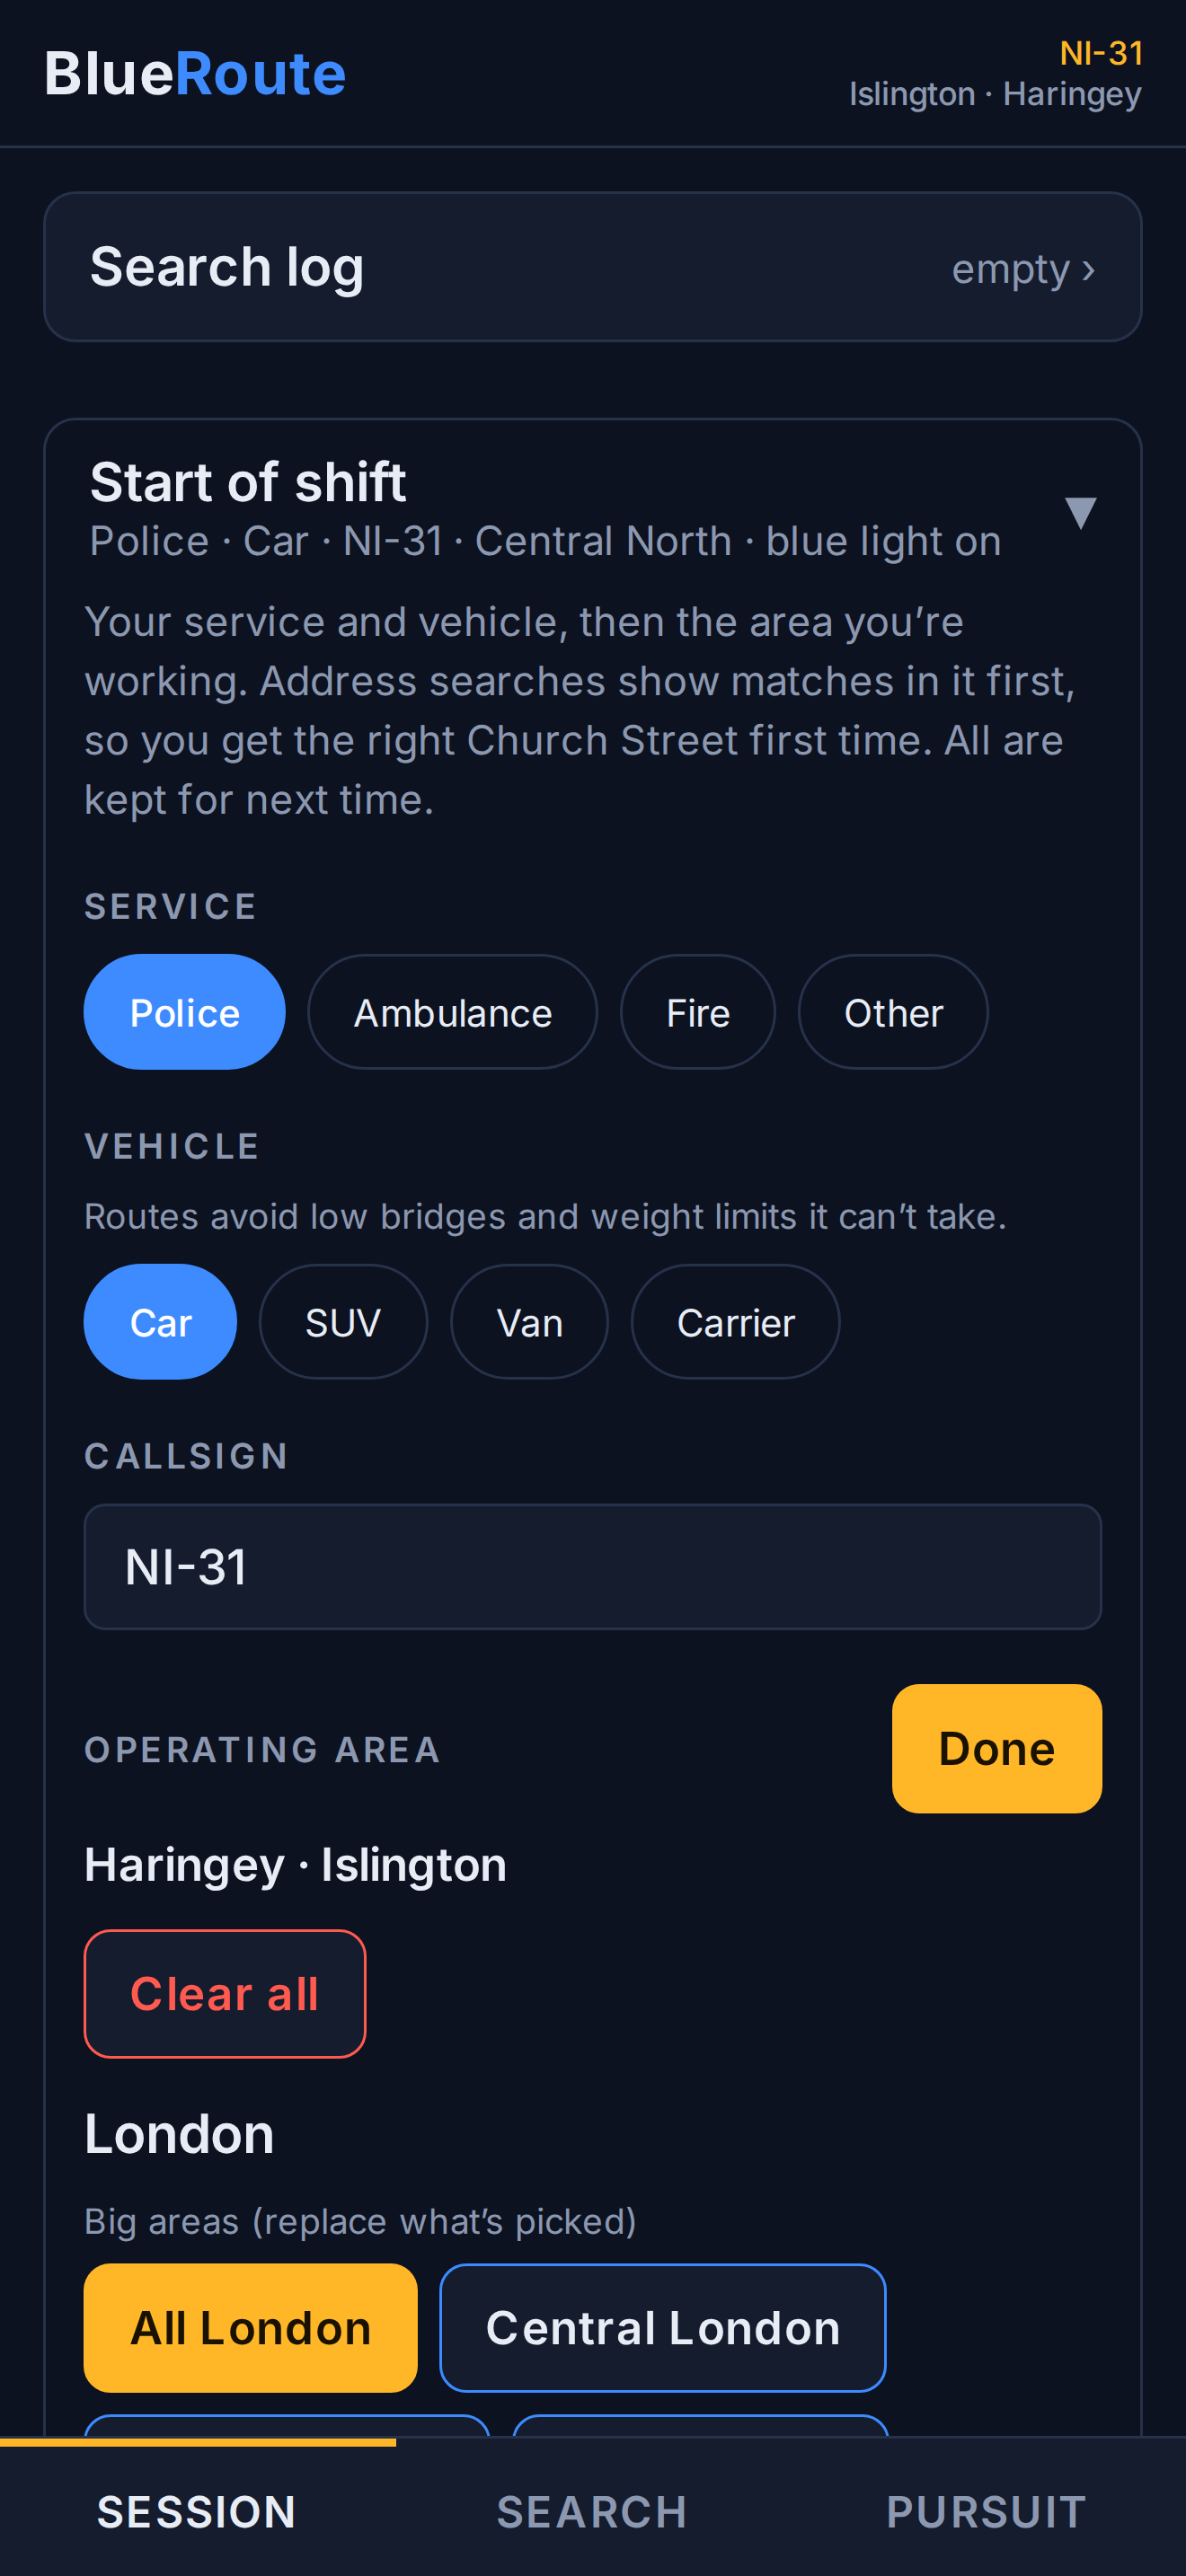 BlueRoute
NI-31
Islington · Haringey
Search log
empty ›
Start of shift
▼
Police · Car · NI-31 · Central North · blue light on
Your service and vehicle, then the area you’re
working. Address searches show matches in it first,
so you get the right Church Street first time. All are
kept for next time.
SERVICE
Police
Ambulance
Fire
Other
VEHICLE
Routes avoid low bridges and weight limits it can’t take.
Car
SUV
Van
Carrier
CALLSIGN
NI-31
OPERATING AREA
Done
Haringey · Islington
Clear all
London
Big areas (replace what’s picked)
All London
Central London
SESSION
SEARCH
PURSUIT